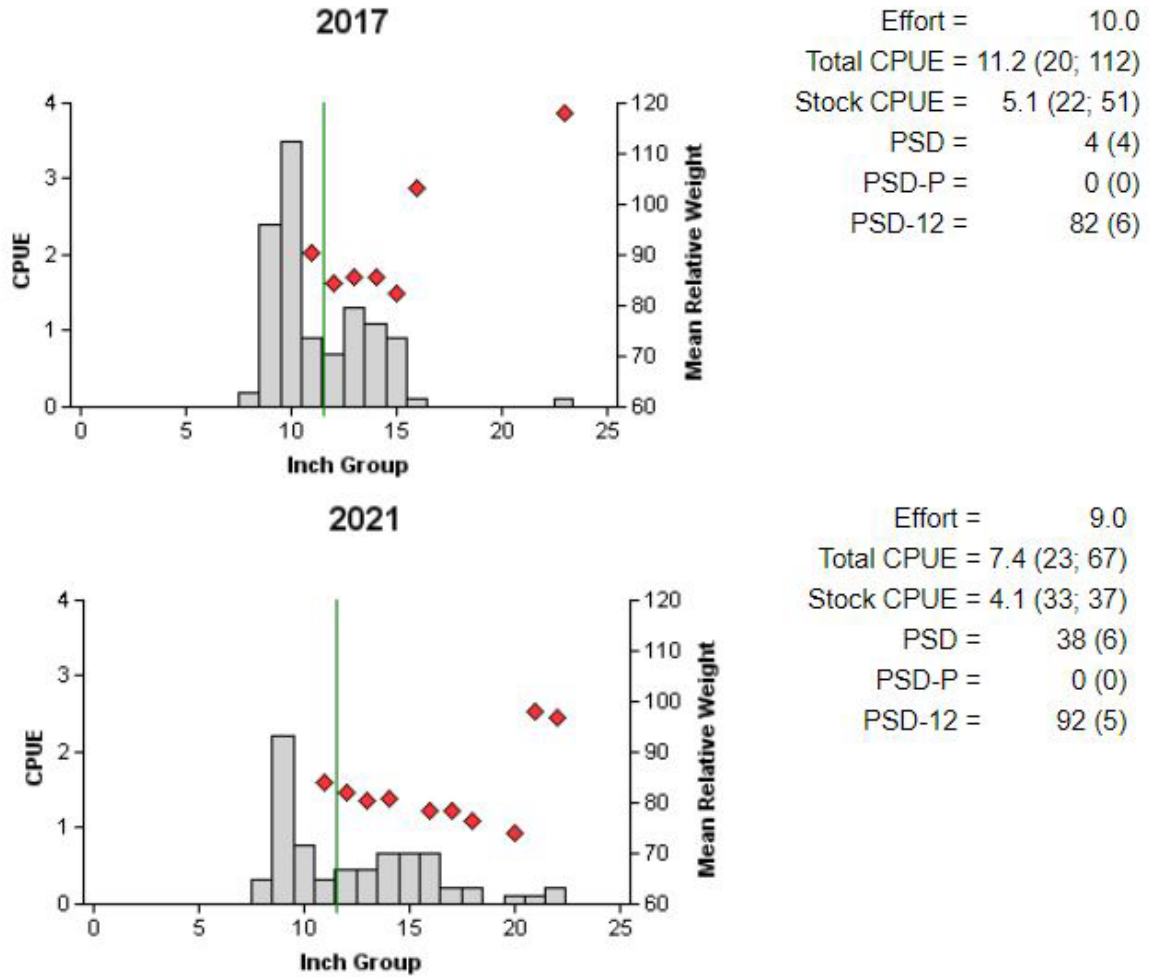 2017
Effort = 10.0
Total CPUE = 11.2 (20; 112)
Stock CPUE = 5.1 (22; 51)
PSD = 4 (4)
PSD-P = 0 (0)
PSD-12 = 82 (6)
4
3
2
1
0
CPUE
120
110
100
90
80
70
60
Mean Relative Weight
0 5 10 15 20 25
Inch Group
2021
Effort = 9.0
Total CPUE = 7.4 (23; 67)
Stock CPUE = 4.1 (33; 37)
PSD = 38 (6)
PSD-P = 0 (0)
PSD-12 = 92 (5)
4
3
2
1
0
CPUE
120
110
100
90
80
70
60
Mean Relative Weight
0 5 10 15 20 25
Inch Group